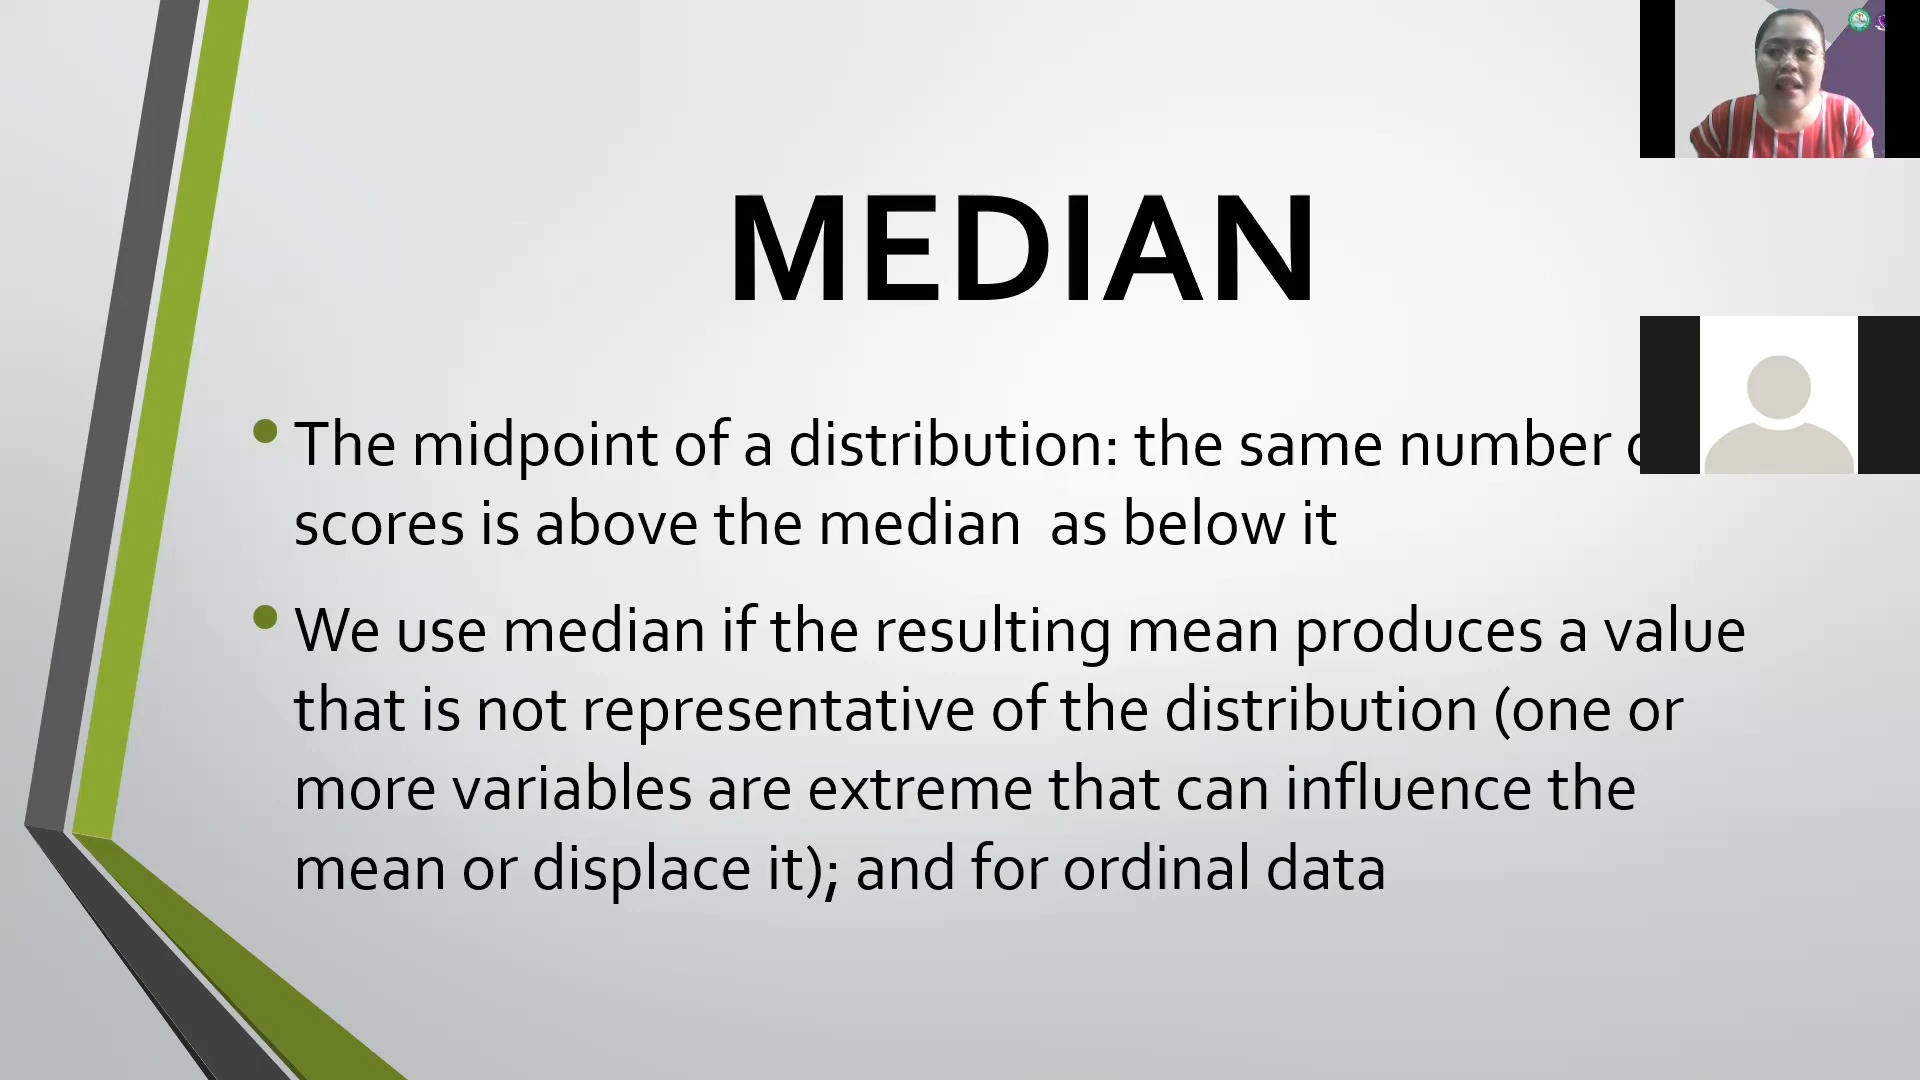 MEDIAN
• The midpoint of a distribution: the same number
scores is above the median as below it
• We use median if the resulting mean produces a value
that is not representative of the distribution (one or
more variables are extreme that can influence the
mean or displace it); and for ordinal data